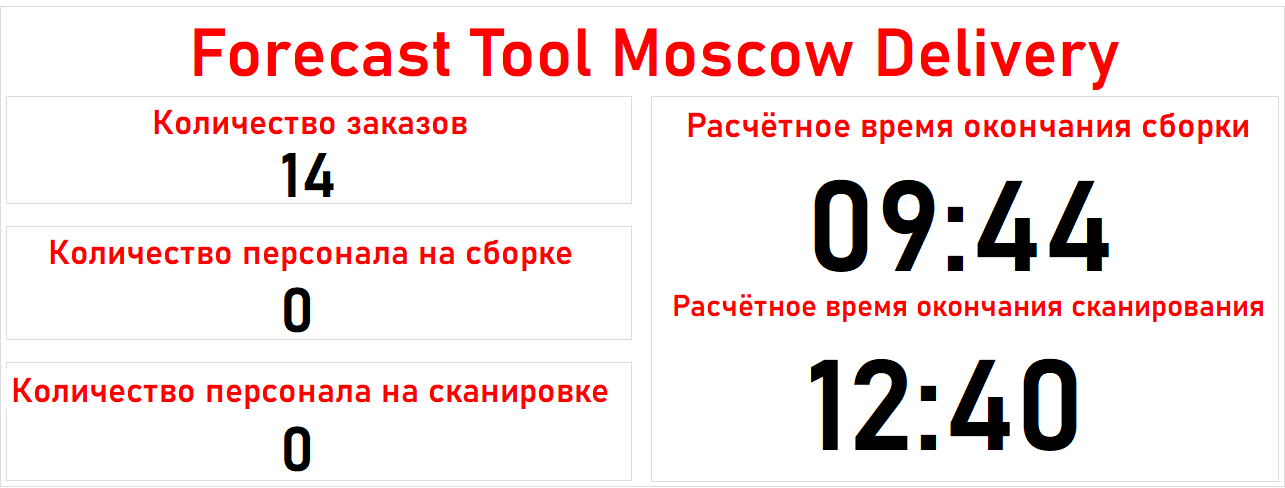 Forecast Tool Moscow Delivery
Количество заказов
14
Количество персонала на сборке
0
Количество персонала на сканировке
0
Расчётное время окончания сборки
09:44
Расчётное время окончания сканирования
12:40